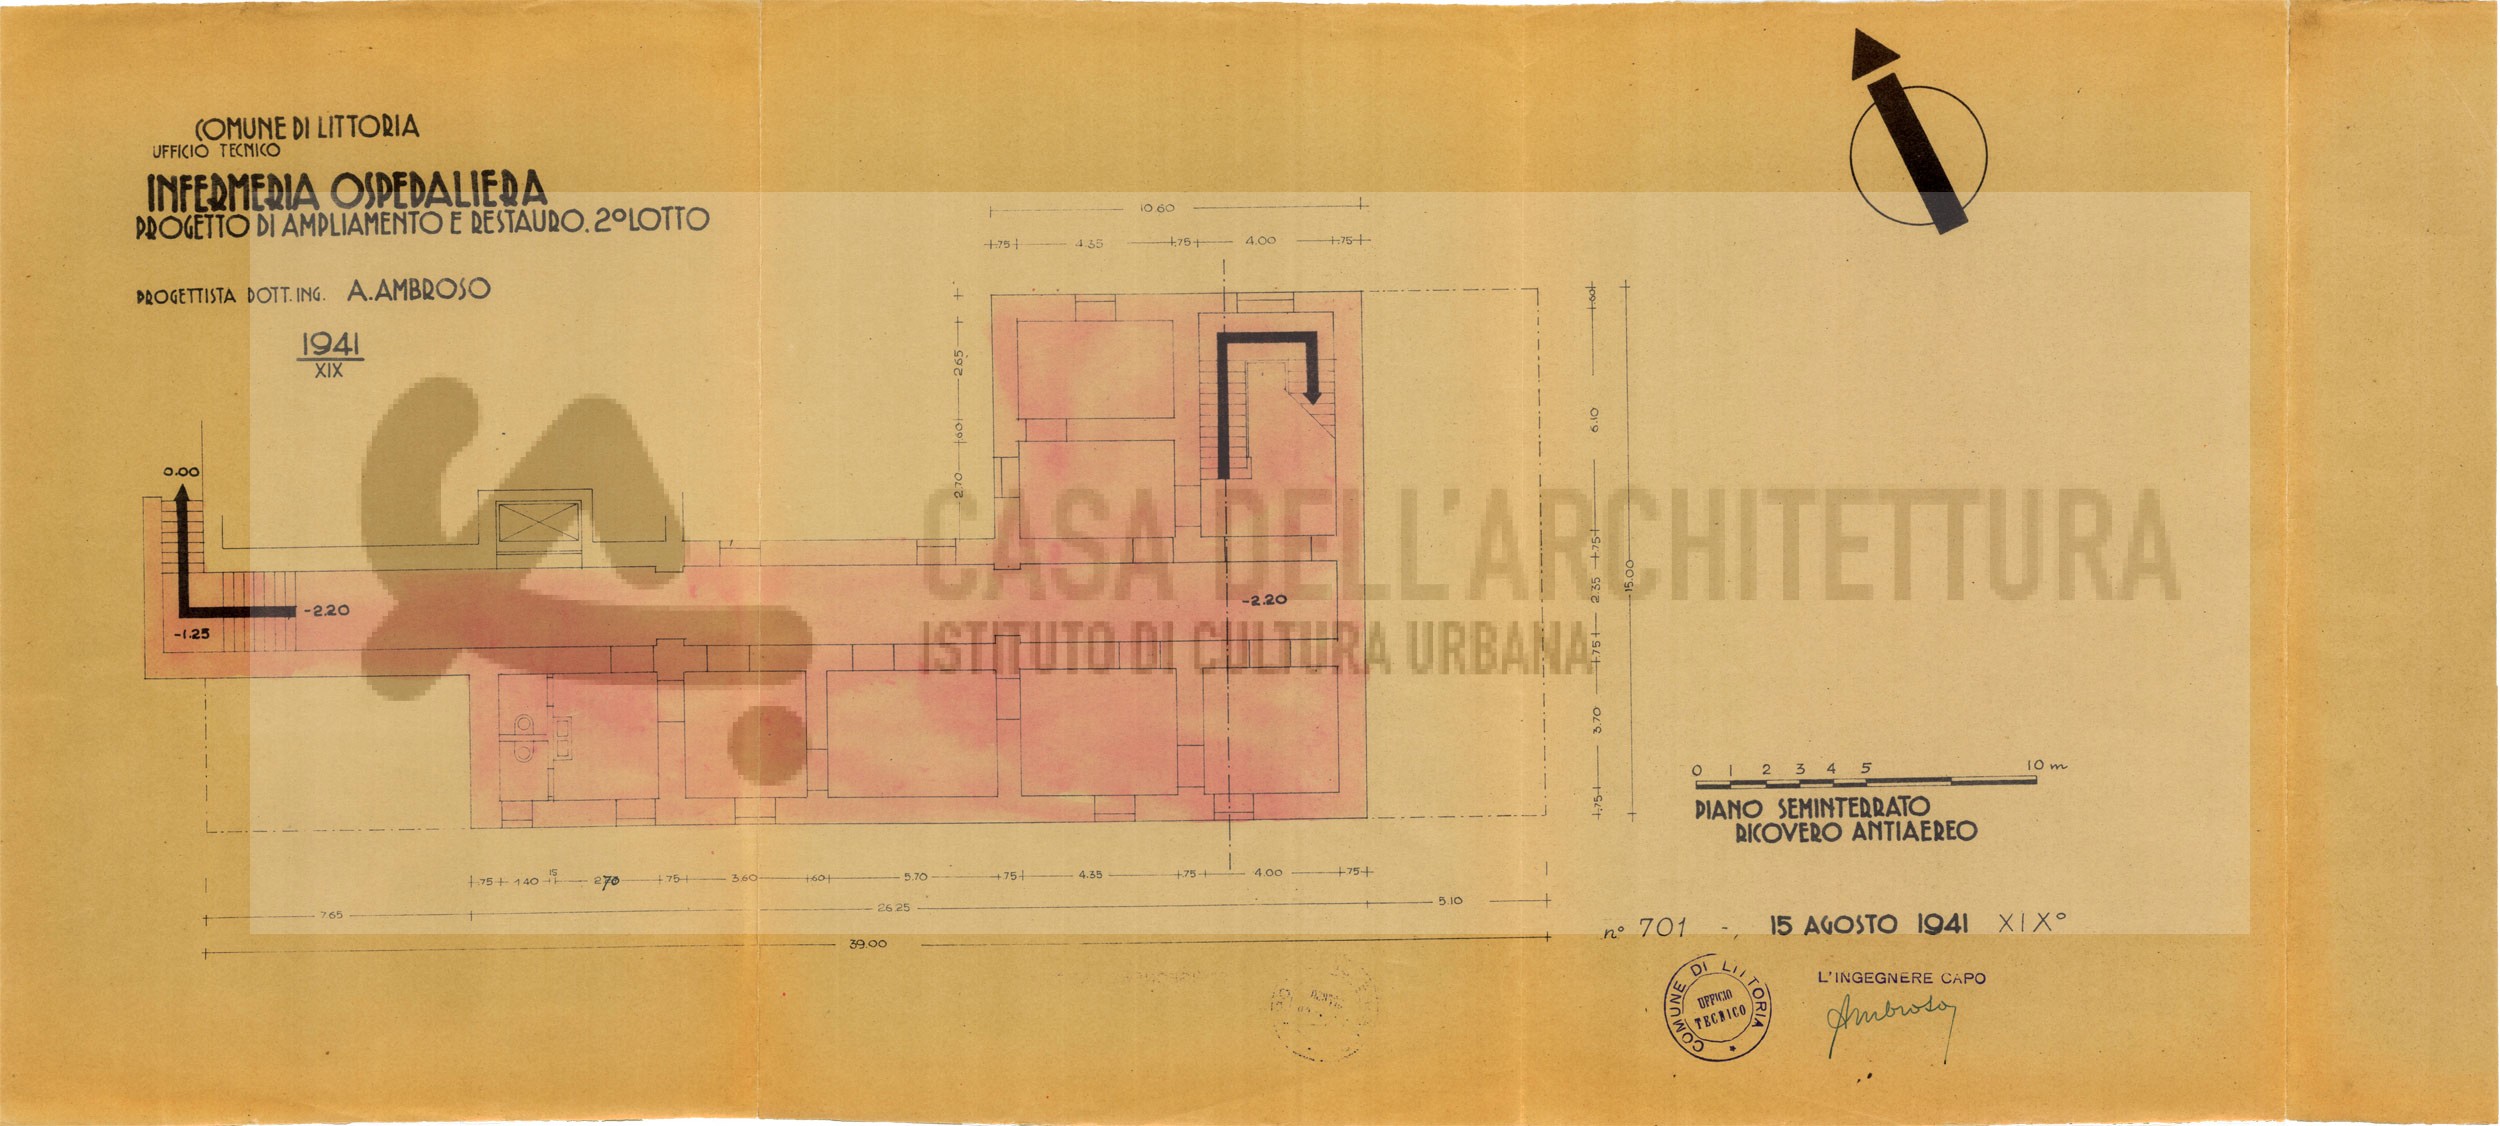 COMUNE DI LITTORIA
UFFICIO TECNICO
INFERMERIA OSPEDALIERA
PROGETTO DI AMPLIAMENTO E RESTAURO. 2º LOTTO
PROGETTISTA DOTT. ING. A. AMBROSO
1941
XIX
10.60
.75 4.35 .75 4.00 .75
2.65
.60
2.70
.60
6.10
.75
2.35
.75
3.70
.75
15.00
0.00
-2.20
-1.25
-2.20
CASA DELL'ARCHITETTURA
ISTITUTO DI CULTURA URBANA
0 1 2 3 4 5 10 m
PIANO SEMINTERRATO
RICOVERO ANTIAEREO
.75 1.40 15 2.70 .75 3.60 .60 5.70 .75 4.35 .75 4.00 .75
7.65 26.25 5.10
39.00
nº 701 -, 15 AGOSTO 1941 XIXº
COMUNE DI LITTORIA
UFFICIO
TECNICO
L'INGEGNERE CAPO
Ambroso